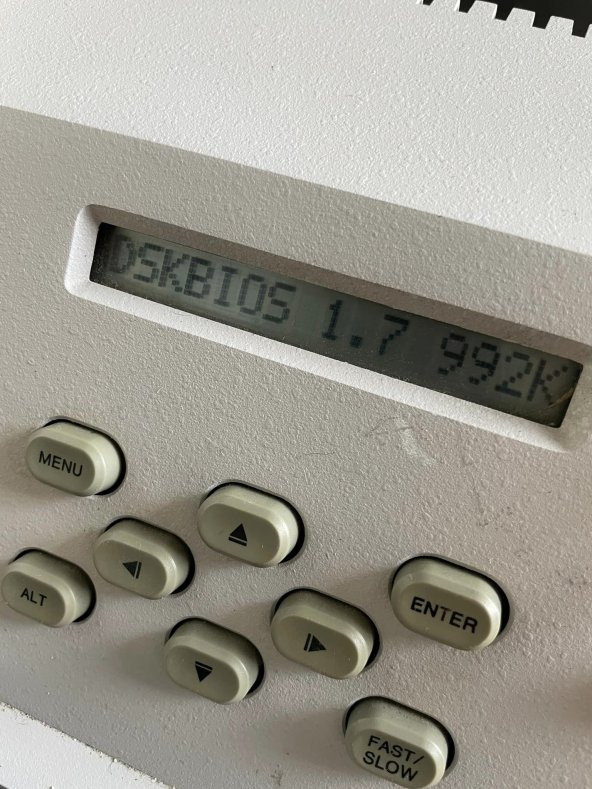 DSKBIOS 1.7 992K
MENU
ALT
ENTER
FAST/
SLOW